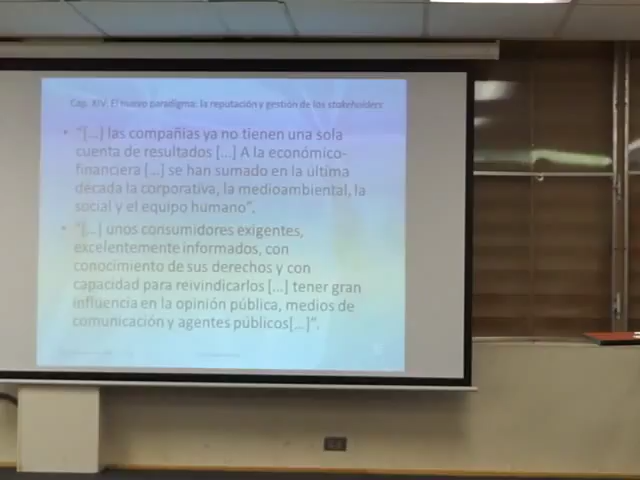 Cap. XIV. El nuevo paradigma: la reputación y gestión de los stakeholders
• "[...] las compañías ya no tienen una sola
cuenta de resultados [...] A la económico-
financiera [...] se han sumado en la última
década la corporativa, la medioambiental, la
social y el equipo humano".
• "[...] unos consumidores exigentes,
excelentemente informados, con
conocimiento de sus derechos y con
capacidad para reivindicarlos [...] tener gran
influencia en la opinión pública, medios de
comunicación y agentes públicos[...]".